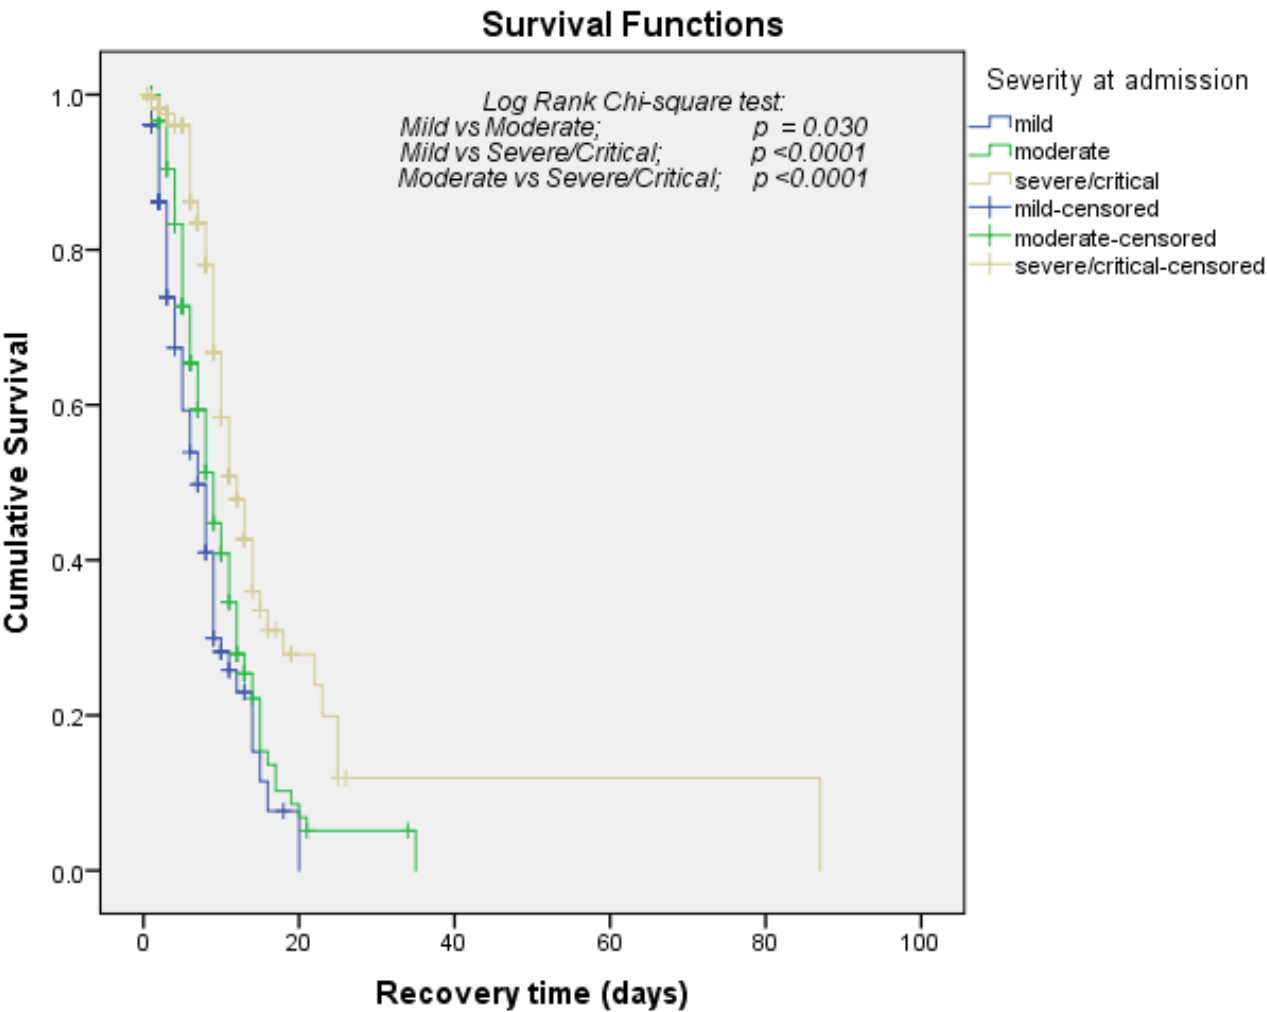 Survival Functions
Log Rank Chi-square test:
Mild vs Moderate; p = 0.030
Mild vs Severe/Critical; p <0.0001
Moderate vs Severe/Critical; p <0.0001
Severity at admission
mild
moderate
severe/critical
mild-censored
moderate-censored
severe/critical-censored
Cumulative Survival
1.0
0.8
0.6
0.4
0.2
0.0
0 20 40 60 80 100
Recovery time (days)